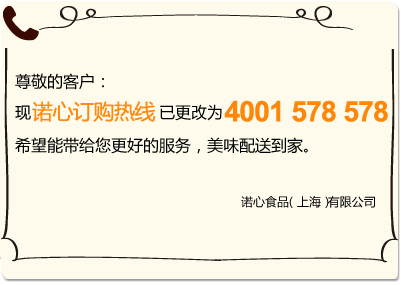 尊敬的客户：
现诺心订购热线已更改为4001 578 578
希望能带给您更好的服务，美味配送到家。
诺心食品( 上海 )有限公司